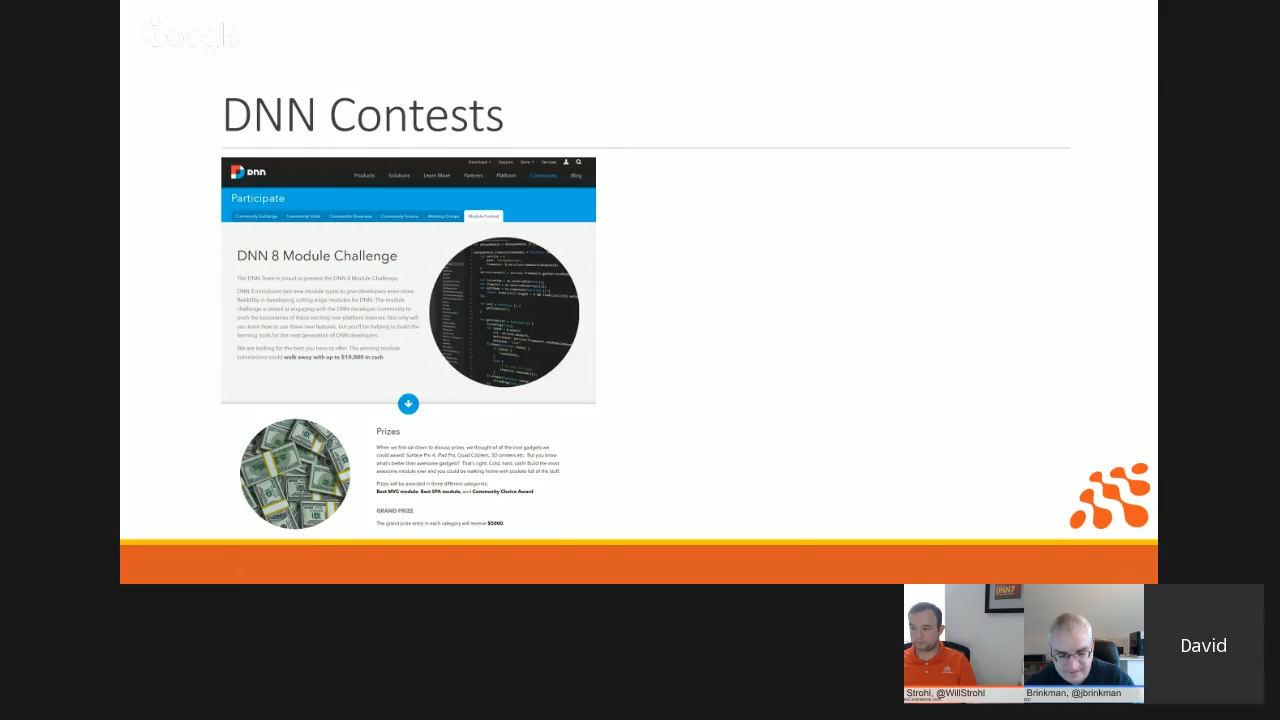 Google
DNN Contests
Download Support Store Services
DNN
Products Solutions Learn More Partners Platform Community Blog
Participate
Community Exchange Community Voice Community Showcase Community Forums Working Groups Module Contest
DNN 8 Module Challenge
The DNN team is proud to present the DNN 8 Module Challenge.
DNN 8 introduces two new module types to give developers even more
flexibility in developing cutting edge modules for DNN. The module
challenge is aimed at engaging with the DNN developer community to
push the boundaries of these exciting new platform features. Not only will
you learn how to use these new features, but you'll be helping to build the
learning tools for the next generation of DNN developers.
We are looking for the best you have to offer. The winning module
submissions could walk away with up to $10,000 in cash.
Prizes
When we first sat down to discuss prizes, we thought of all the cool gadgets we
could award: Surface Pro 4, iPad Pro, Quad Copters, 3D printers etc. But you know
what's better than awesome gadgets? That's right: Cold, hard, cash! Build the most
awesome module ever and you could be walking home with pockets full of the stuff.
Prizes will be awarded in three different categories:
Best MVC module, Best SPA module, and Community Choice Award
GRAND PRIZE
The grand prize entry in each category will receive $5000.
DNN7
David
Strohl, @WillStrohl
Brinkman, @jbrinkman